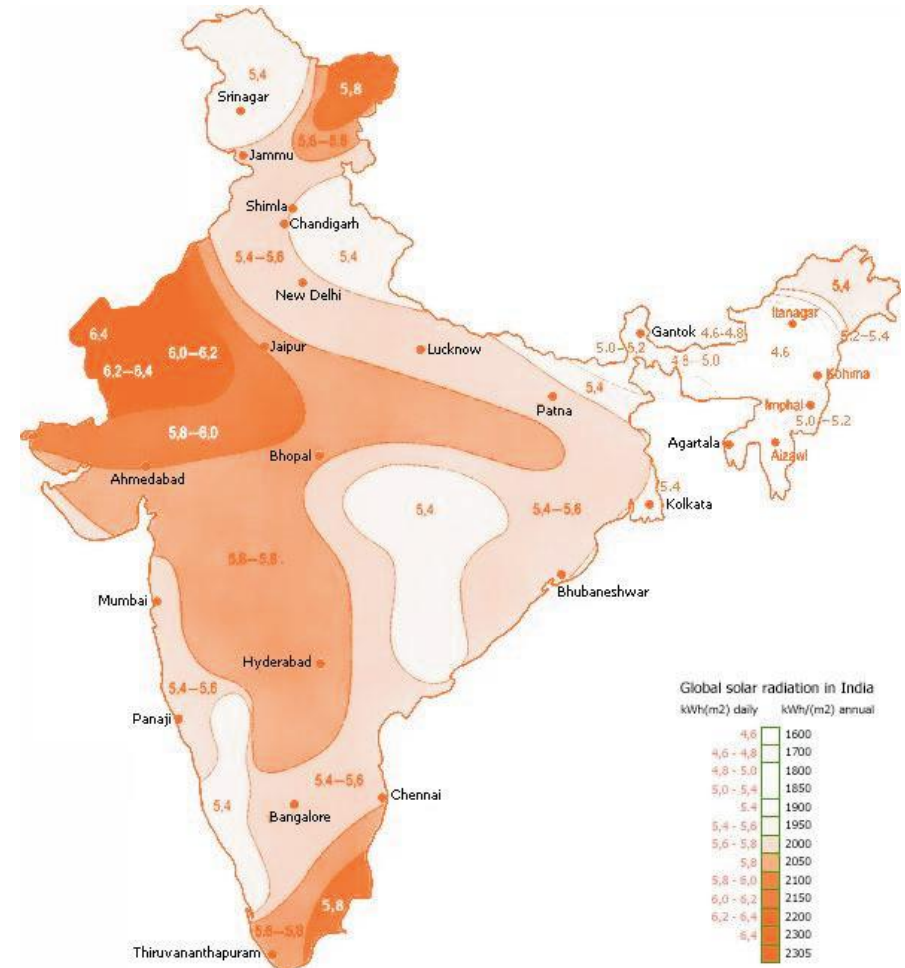 5,4
Srinagar
5,8
5,6-5,8
Jammu
Shimla
Chandigarh
5,4-5,6
5,4
New Delhi
5,4
Itanagar
Gantok 4.6-4.8
5.2-5.4
6,4
6,0-6,2
Jaipur
Lucknow
5.0-5.2
4.8-5.0
4.6
6,2-6,4
5,4
Kohima
Patna
Imphal
5.0-5.2
5,8-6,0
Agartala
Aizawl
Bhopal
Ahmedabad
5.4
Kolkata
5,4
5,4-5,6
5,6-5,8
Bhubaneshwar
Mumbai
Hyderabad
5,4-5,6
Panaji
5,4-5,6
Chennai
5,4
Bangalore
5,8
5,6-5,8
Thiruvananthapuram
Global solar radiation in India
kWh(m2) daily kWh/(m2) annual
4,6 1600
4,6 - 4,8 1700
4,8 - 5.0 1800
5,0 - 5,4 1850
5.4 1900
5,4 - 5,6 1950
5,6 - 5,8 2000
5,8 2050
5,8 - 6,0 2100
6,0 - 6,2 2150
6,2 - 6,4 2200
6,4 2300
2305